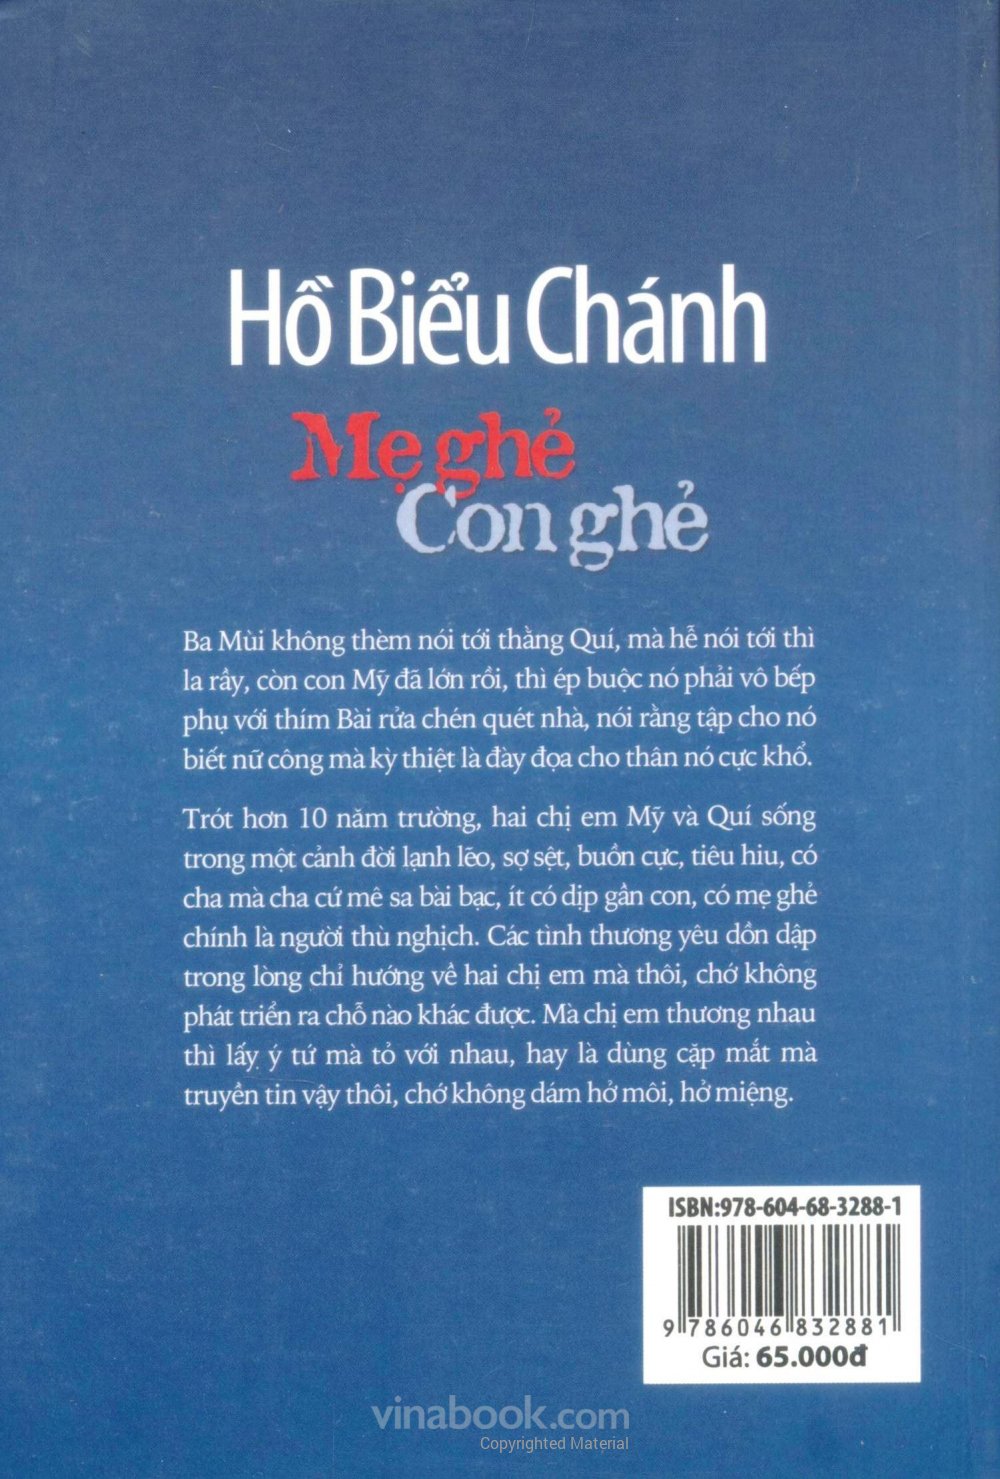 Hồ Biểu Chánh
Mẹ ghẻ
Con ghẻ
Ba Mùi không thèm nói tới thằng Quí, mà hễ nói tới thì
la rầy, còn con Mỹ đã lớn rồi, thì ép buộc nó phải vô bếp
phụ với thím Bài rửa chén quét nhà, nói rằng tập cho nó
biết nữ công mà kỳ thiệt là đày đọa cho thân nó cực khổ.
Trót hơn 10 năm trường, hai chị em Mỹ và Quí sống
trong một cảnh đời lạnh lẽo, sợ sệt, buồn cực, tiêu hiu, có
cha mà cha cứ mê sa bài bạc, ít có dịp gần con, có mẹ ghẻ
chính là người thù nghịch. Các tình thương yêu dồn dập
trong lòng chỉ hướng về hai chị em mà thôi, chớ không
phát triển ra chỗ nào khác được. Mà chị em thương nhau
thì lấy ý tứ mà tỏ với nhau, hay là dùng cặp mắt mà
truyền tin vậy thôi, chớ không dám hở môi, hở miệng.
ISBN:978-604-68-3288-1
9 786046 832881
Giá: 65.000đ
vinabook.com
Copyrighted Material